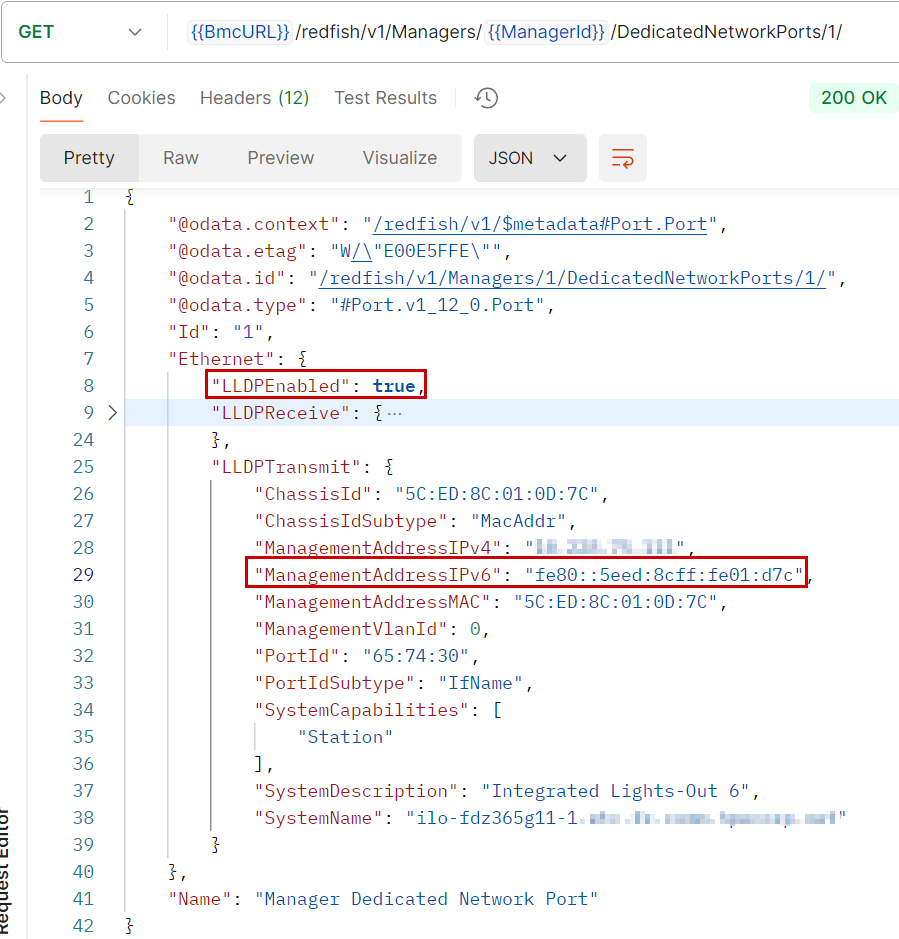 GET {{BmcURL}} /redfish/v1/Managers/ {{ManagerId}} /DedicatedNetworkPorts/1/
Body Cookies Headers (12) Test Results 200 OK
Pretty Raw Preview Visualize JSON
1 {
2 "@odata.context": "/redfish/v1/$metadata#Port.Port",
3 "@odata.etag": "W/\"E00E5FFE\"",
4 "@odata.id": "/redfish/v1/Managers/1/DedicatedNetworkPorts/1/",
5 "@odata.type": "#Port.v1_12_0.Port",
6 "Id": "1",
7 "Ethernet": {
8 "LLDPEnabled": true,
9 "LLDPReceive": { ···
24 },
25 "LLDPTransmit": {
26 "ChassisId": "5C:ED:8C:01:0D:7C",
27 "ChassisIdSubtype": "MacAddr",
28 "ManagementAddressIPv4": "",
29 "ManagementAddressIPv6": "fe80::5eed:8cff:fe01:d7c",
30 "ManagementAddressMAC": "5C:ED:8C:01:0D:7C",
31 "ManagementVlanId": 0,
32 "PortId": "65:74:30",
33 "PortIdSubtype": "IfName",
34 "SystemCapabilities": [
35 "Station"
36 ],
37 "SystemDescription": "Integrated Lights-Out 6",
38 "SystemName": "ilo-fdz365g11-1."
39 }
40 },
41 "Name": "Manager Dedicated Network Port"
42 }
Request Editor